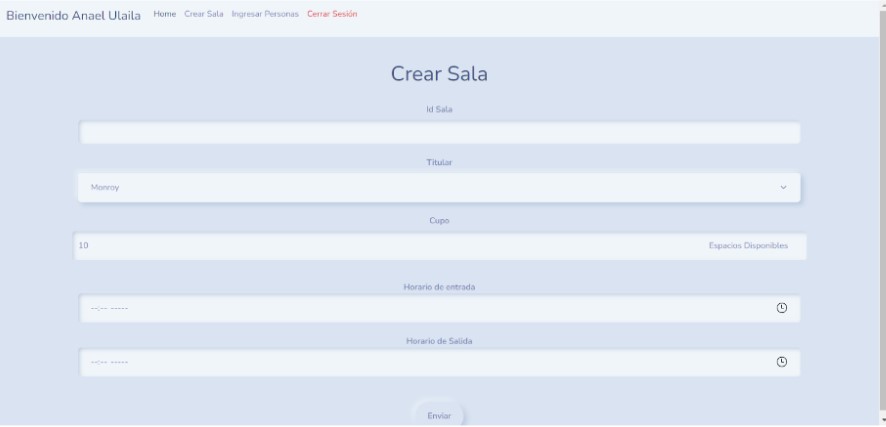 Bienvenido Anael Ulaila Home Crear Sala Ingresar Personas Cerrar Sesión
Crear Sala
Id Sala
Titular
Monroy
Cupo
10 Espacios Disponibles
Horario de entrada
--:-- -----
Horario de Salida
--:-- -----
Enviar